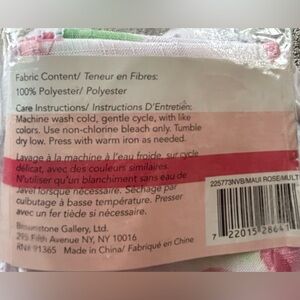 Fabric Content/ Teneur en Fibres:
100% Polyester/ Polyester
Care Instructions/ Instructions D'Entretien:
Machine wash cold, gentle cycle, with like
colors. Use non-chlorine bleach only. Tumble
dry low. Press with warm iron as needed.
Lavage à la machine à l'eau froide, sur cycle
délicat, avec des couleurs similaires.
N'utiliser qu'un blanchiment sans eau de
Javel lorsque nécessaire. Séchage par
culbutage à basse température. Presser
avec un fer tiède si nécessaire.
Brownstone Gallery, Ltd.
295 Fifth Avenue NY, NY 10016
RN# 91365 Made in China/ Fabriqué en Chine
225773NVB/MAUI ROSE/MULT
7 22015 28641